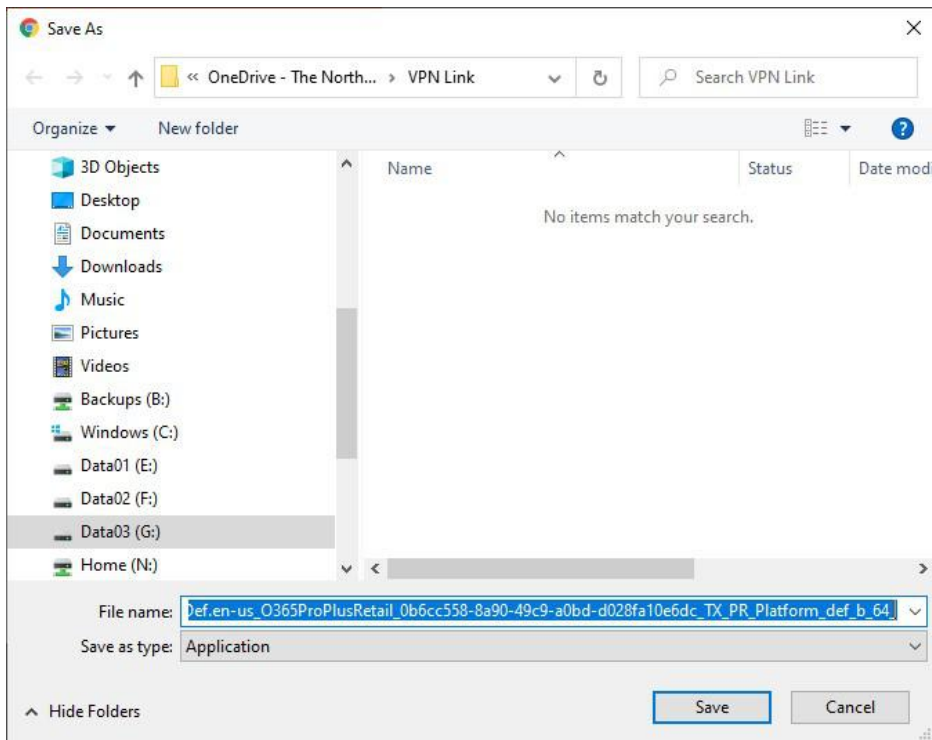 Save As
« OneDrive - The North... › VPN Link
Search VPN Link
Organize
New folder
3D Objects
Desktop
Documents
Downloads
Music
Pictures
Videos
Backups (B:)
Windows (C:)
Data01 (E:)
Data02 (F:)
Data03 (G:)
Home (N:)
Name Status Date modi
No items match your search.
File name: Def.en-us_O365ProPlusRetail_0b6cc558-8a90-49c9-a0bd-d028fa10e6dc_TX_PR_Platform_def_b_64_
Save as type: Application
Hide Folders
Save
Cancel